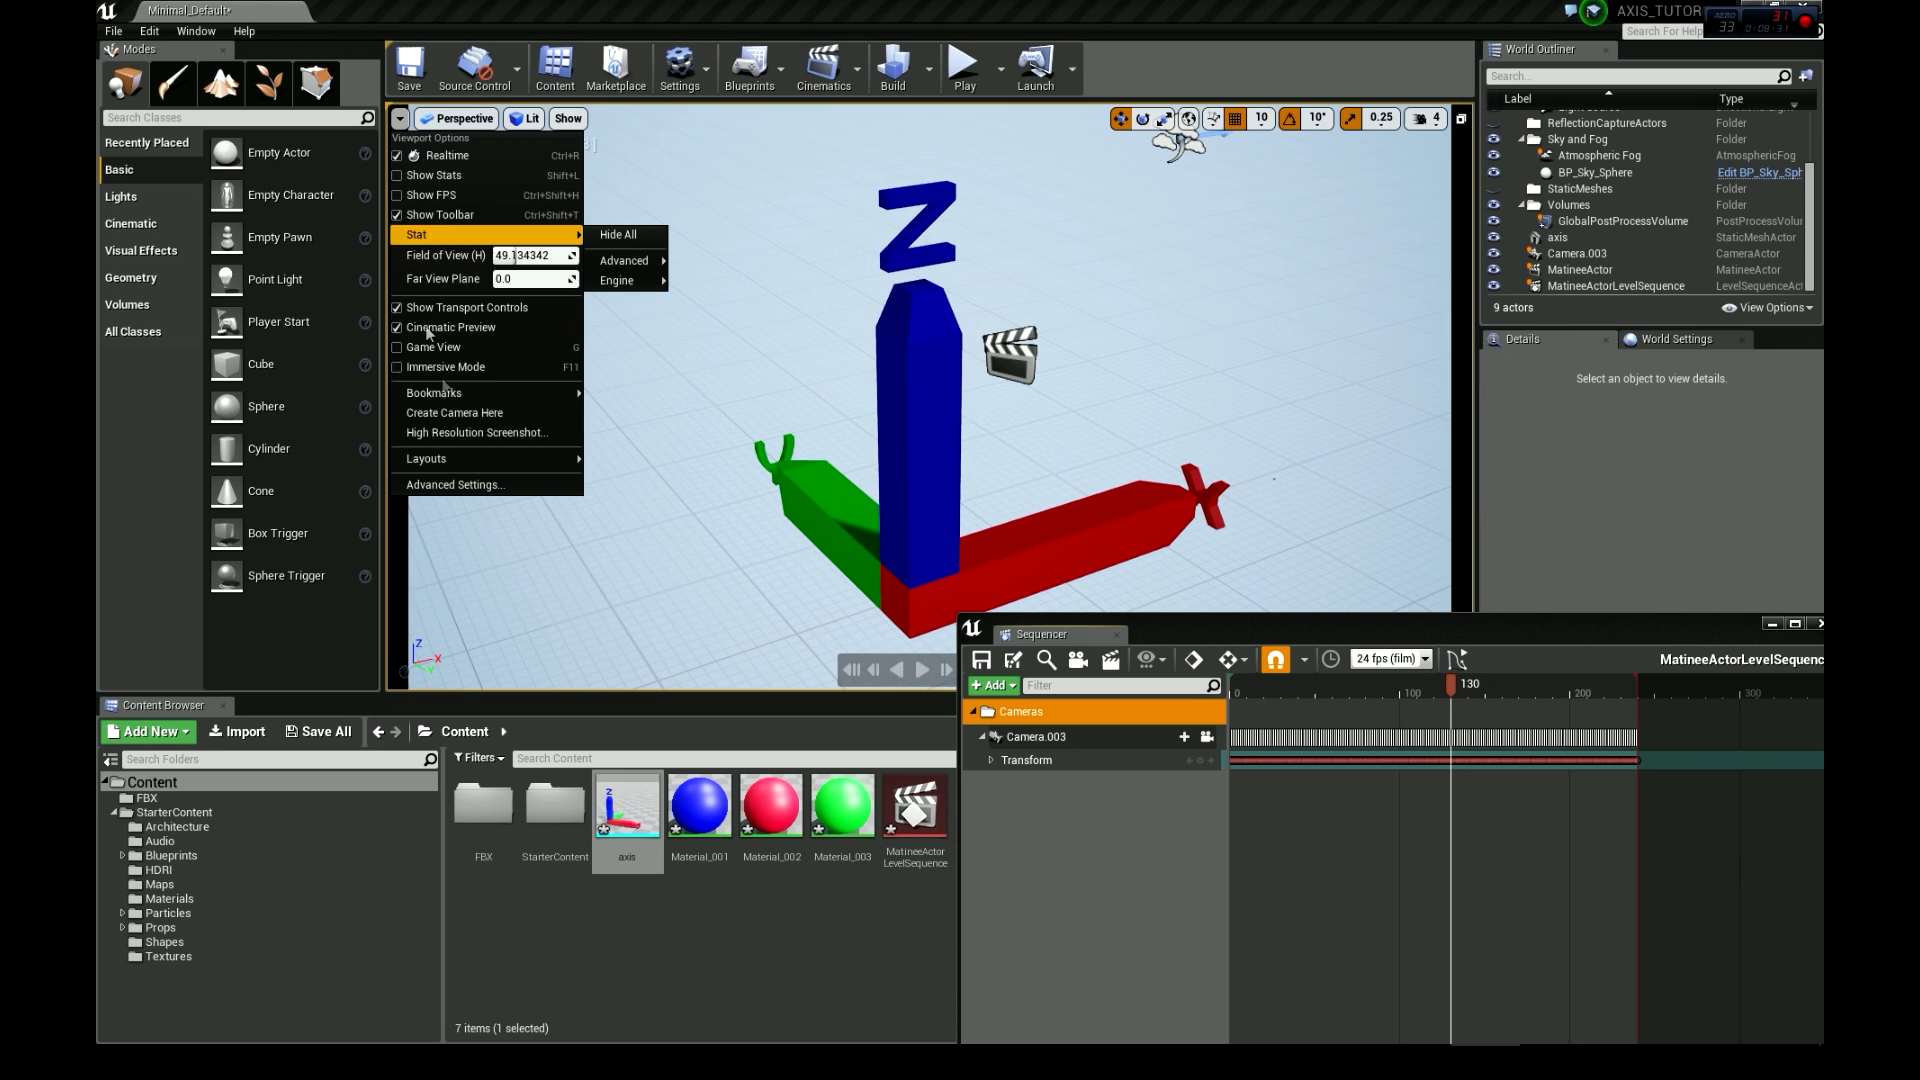 Minimal_Default*
AXIS_TUTOR
AERO
33
31
0:08:31
File Edit Window Help
Search For Help
Modes
Search Classes
Recently Placed
Basic
Lights
Cinematic
Visual Effects
Geometry
Volumes
All Classes
Empty Actor
Empty Character
Empty Pawn
Point Light
Player Start
Cube
Sphere
Cylinder
Cone
Box Trigger
Sphere Trigger
Save Source Control Content Marketplace Settings Blueprints Cinematics Build Play Launch
Perspective Lit Show
10 10° 0.25 4
Viewport Options
Realtime Ctrl+R
Show Stats Shift+L
Show FPS Ctrl+Shift+H
Show Toolbar Ctrl+Shift+T
Stat
Field of View (H) 49.134342
Far View Plane 0.0
Show Transport Controls
Cinematic Preview
Game View G
Immersive Mode F11
Bookmarks
Create Camera Here
High Resolution Screenshot...
Layouts
Advanced Settings...
Hide All
Advanced
Engine
Z
Y
X
Z
X
Y
World Outliner
Search...
Label Type
ReflectionCaptureActors Folder
Sky and Fog Folder
Atmospheric Fog AtmosphericFog
BP_Sky_Sphere Edit BP_Sky_Sph
StaticMeshes Folder
Volumes Folder
GlobalPostProcessVolume PostProcessVolu
axis StaticMeshActor
Camera.003 CameraActor
MatineeActor MatineeActor
MatineeActorLevelSequence LevelSequenceAc
9 actors
View Options
Details
World Settings
Select an object to view details.
Content Browser
Add New Import Save All Content
Search Folders
Filters
Search Content
Content
FBX
StarterContent
Architecture
Audio
Blueprints
HDRI
Maps
Materials
Particles
Props
Shapes
Textures
FBX StarterContent axis Material_001 Material_002 Material_003 MatineeActor
LevelSequence
7 items (1 selected)
Sequencer
24 fps (film)
MatineeActorLevelSequenc
Add
Filter
0 100 130 200 300
Cameras
Camera.003
Transform